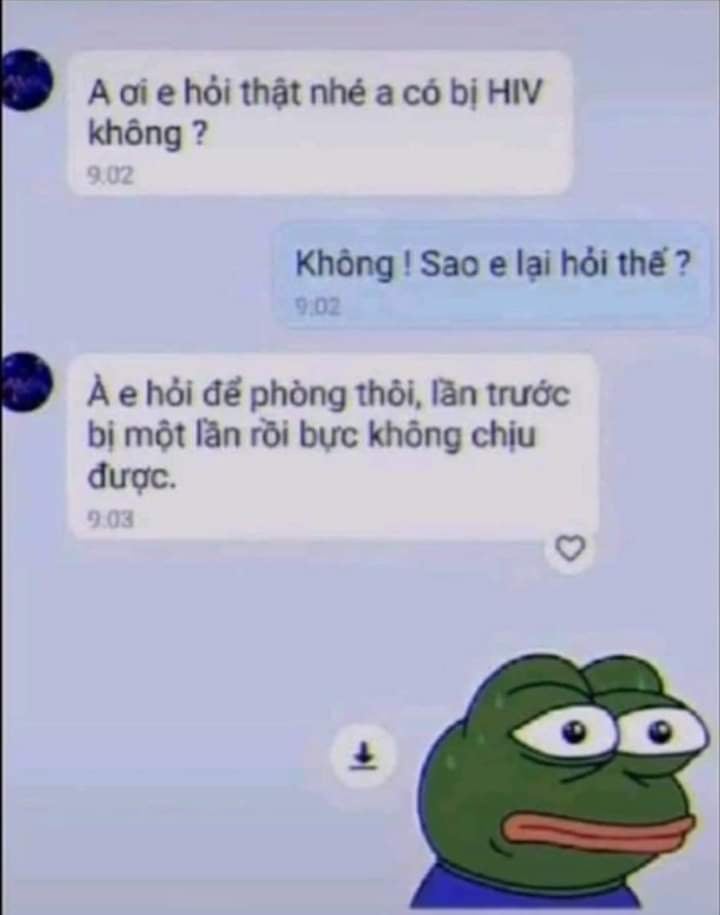 A ơi e hỏi thật nhé a có bị HIV
không ?
9.02
Không ! Sao e lại hỏi thế ?
9:02
À e hỏi để phòng thôi, lần trước
bị một lần rồi bực không chịu
được.
9.03